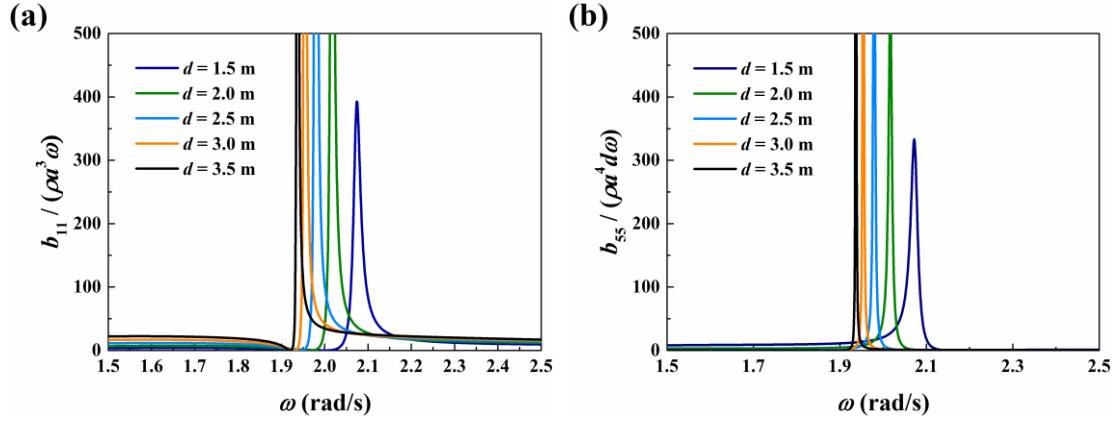 (a)
b₁₁ / (ρa³ω)
500
400
300
200
100
0
d = 1.5 m
d = 2.0 m
d = 2.5 m
d = 3.0 m
d = 3.5 m
1.5 1.6 1.7 1.8 1.9 2.0 2.1 2.2 2.3 2.4 2.5
ω (rad/s)
(b)
b₅₅ / (ρa⁴dω)
500
400
300
200
100
0
d = 1.5 m
d = 2.0 m
d = 2.5 m
d = 3.0 m
d = 3.5 m
1.5 1.7 1.9 2.1 2.3 2.5
ω (rad/s)